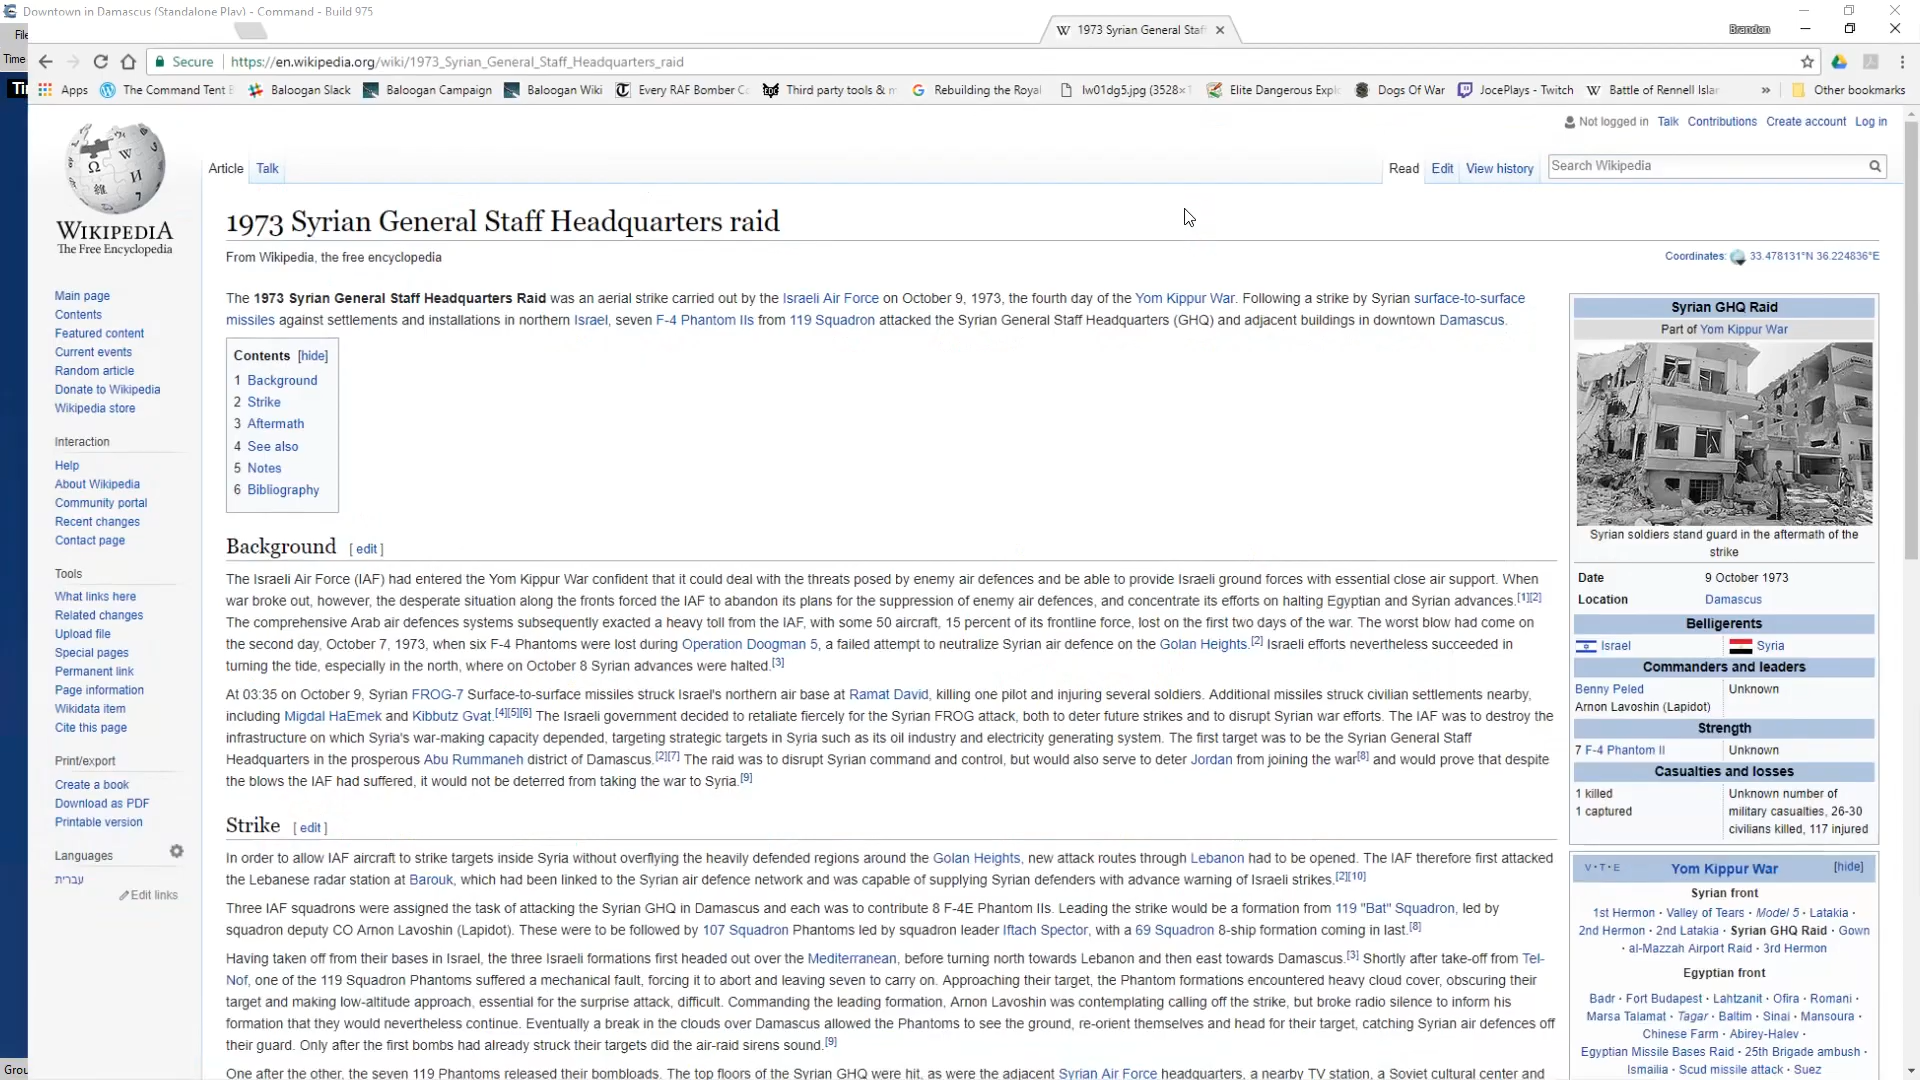 Downtown in Damascus (Standalone Play) - Command - Build 975
File
1973 Syrian General Staff
Brandon
Time
Secure https://en.wikipedia.org/wiki/1973_Syrian_General_Staff_Headquarters_raid
Apps The Command Tent Baloogan Slack Baloogan Campaign Baloogan Wiki Every RAF Bomber Third party tools & Rebuilding the Royal lw01dg5.jpg (3528× Elite Dangerous Dogs Of War JocePlays - Twitch Battle of Rennell » Other bookmarks
Not logged in Talk Contributions Create account Log in
Article Talk
Read Edit View history Search Wikipedia
WIKIPEDIA
The Free Encyclopedia
Main page
Contents
Featured content
Current events
Random article
Donate to Wikipedia
Wikipedia store
Interaction
Help
About Wikipedia
Community portal
Recent changes
Contact page
Tools
What links here
Related changes
Upload file
Special pages
Permanent link
Page information
Wikidata item
Cite this page
Print/export
Create a book
Download as PDF
Printable version
Languages
עברית
Edit links
1973 Syrian General Staff Headquarters raid
From Wikipedia, the free encyclopedia
Coordinates: 33.478131°N 36.224836°E
The 1973 Syrian General Staff Headquarters Raid was an aerial strike carried out by the Israeli Air Force on October 9, 1973, the fourth day of the Yom Kippur War. Following a strike by Syrian surface-to-surface
missiles against settlements and installations in northern Israel, seven F-4 Phantom IIs from 119 Squadron attacked the Syrian General Staff Headquarters (GHQ) and adjacent buildings in downtown Damascus.
Contents [hide]
1 Background
2 Strike
3 Aftermath
4 See also
5 Notes
6 Bibliography
Background [ edit ]
The Israeli Air Force (IAF) had entered the Yom Kippur War confident that it could deal with the threats posed by enemy air defences and be able to provide Israeli ground forces with essential close air support. When
war broke out, however, the desperate situation along the fronts forced the IAF to abandon its plans for the suppression of enemy air defences, and concentrate its efforts on halting Egyptian and Syrian advances.[1][2]
The comprehensive Arab air defences systems subsequently exacted a heavy toll from the IAF, with some 50 aircraft, 15 percent of its frontline force, lost on the first two days of the war. The worst blow had come on
the second day, October 7, 1973, when six F-4 Phantoms were lost during Operation Doogman 5, a failed attempt to neutralize Syrian air defence on the Golan Heights.[2] Israeli efforts nevertheless succeeded in
turning the tide, especially in the north, where on October 8 Syrian advances were halted.[3]
At 03:35 on October 9, Syrian FROG-7 Surface-to-surface missiles struck Israel's northern air base at Ramat David, killing one pilot and injuring several soldiers. Additional missiles struck civilian settlements nearby,
including Migdal HaEmek and Kibbutz Gvat.[4][5][6] The Israeli government decided to retaliate fiercely for the Syrian FROG attack, both to deter future strikes and to disrupt Syrian war efforts. The IAF was to destroy the
infrastructure on which Syria's war-making capacity depended, targeting strategic targets in Syria such as its oil industry and electricity generating system. The first target was to be the Syrian General Staff
Headquarters in the prosperous Abu Rummaneh district of Damascus.[2][7] The raid was to disrupt Syrian command and control, but would also serve to deter Jordan from joining the war[8] and would prove that despite
the blows the IAF had suffered, it would not be deterred from taking the war to Syria.[9]
Strike [ edit ]
In order to allow IAF aircraft to strike targets inside Syria without overflying the heavily defended regions around the Golan Heights, new attack routes through Lebanon had to be opened. The IAF therefore first attacked
the Lebanese radar station at Barouk, which had been linked to the Syrian air defence network and was capable of supplying Syrian defenders with advance warning of Israeli strikes.[2][10]
Three IAF squadrons were assigned the task of attacking the Syrian GHQ in Damascus and each was to contribute 8 F-4E Phantom IIs. Leading the strike would be a formation from 119 "Bat" Squadron, led by
squadron deputy CO Arnon Lavoshin (Lapidot). These were to be followed by 107 Squadron Phantoms led by squadron leader Iftach Spector, with a 69 Squadron 8-ship formation coming in last.[8]
Having taken off from their bases in Israel, the three Israeli formations first headed out over the Mediterranean, before turning north towards Lebanon and then east towards Damascus.[3] Shortly after take-off from Tel-
Nof, one of the 119 Squadron Phantoms suffered a mechanical fault, forcing it to abort and leaving seven to carry on. Approaching their target, the Phantom formations encountered heavy cloud cover, obscuring their
target and making low-altitude approach, essential for the surprise attack, difficult. Commanding the leading formation, Arnon Lavoshin was contemplating calling off the strike, but broke radio silence to inform his
formation that they would nevertheless continue. Eventually a break in the clouds over Damascus allowed the Phantoms to see the ground, re-orient themselves and head for their target, catching Syrian air defences off
their guard. Only after the first bombs had already struck their targets did the air-raid sirens sound.[9]
One after the other, the seven 119 Phantoms released their bombloads. The top floors of the Syrian GHQ were hit, as were the adjacent Syrian Air Force headquarters, a nearby TV station, a Soviet cultural center and
Syrian GHQ Raid
Part of Yom Kippur War
Syrian soldiers stand guard in the aftermath of the
strike
Date 9 October 1973
Location Damascus
Belligerents
Israel Syria
Commanders and leaders
Benny Peled Unknown
Arnon Lavoshin (Lapidot)
Strength
7 F-4 Phantom II Unknown
Casualties and losses
1 killed Unknown number of
1 captured military casualties, 26-30
civilians killed, 117 injured
V·T·E Yom Kippur War [hide]
Syrian front
1st Hermon · Valley of Tears · Model 5 · Latakia ·
2nd Hermon · 2nd Latakia · Syrian GHQ Raid · Gown
· al-Mazzah Airport Raid · 3rd Hermon
Egyptian front
Badr · Fort Budapest · Lahtzanit · Ofira · Romani ·
Marsa Talamat · Tagar · Baltim · Sinai · Mansoura ·
Chinese Farm · Abirey-Halev ·
Egyptian Missile Bases Raid · 25th Brigade ambush ·
Ismailia · Scud missile attack · Suez